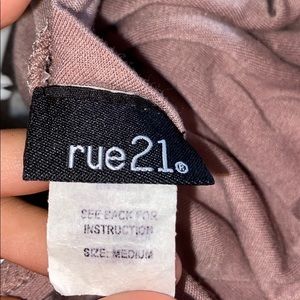 rue21®
SEE BACK FOR
INSTRUCTION
SIZE: MEDIUM